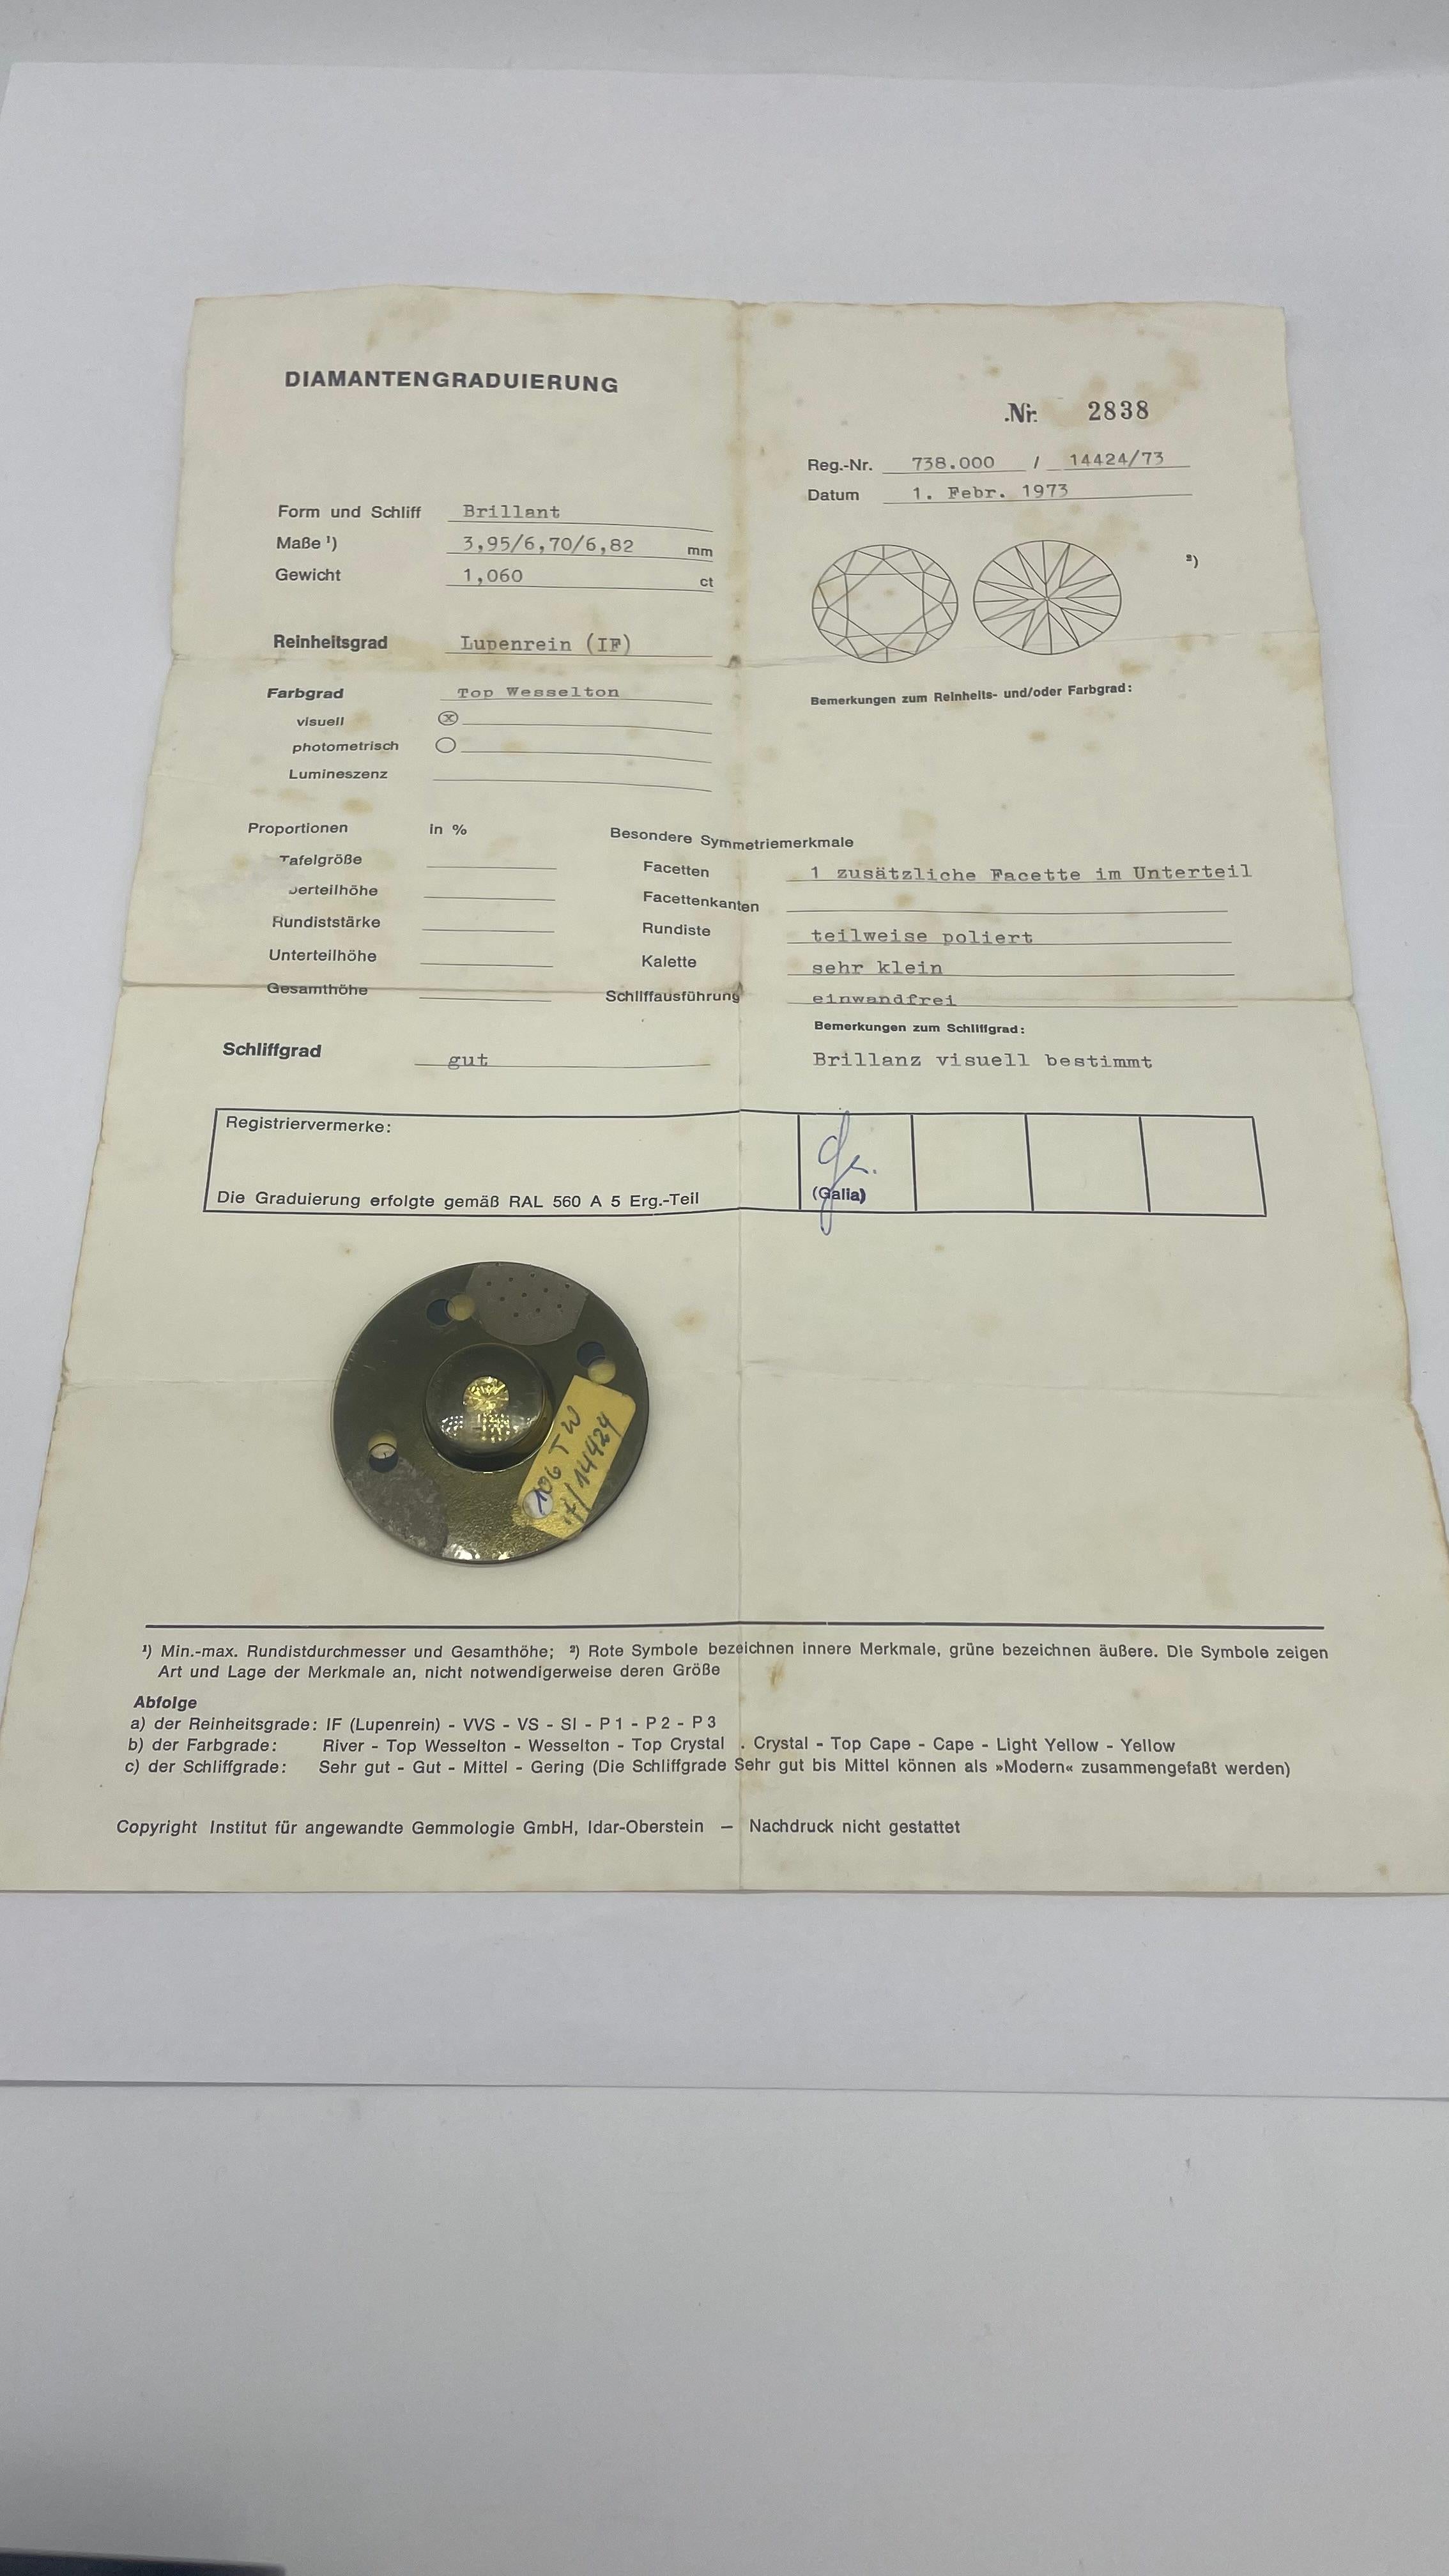 DIAMANTENGRADUIERUNG
Nr. 2838
Reg.-Nr. 738.000 / 14424/73
Datum 1. Febr. 1973
Form und Schliff Brillant
Maße ¹) 3,95/6,70/6,82 mm
Gewicht 1,060 ct
²)
Reinheitsgrad Lupenrein (IF)
Farbgrad Top Wesselton
visuell x
photometrisch
Lumineszenz
Bemerkungen zum Reinheits- und/oder Farbgrad:
Proportionen in %
Tafelgröße
erteilhöhe
Rundiststärke
Unterteilhöhe
Gesamthöhe
Besondere Symmetriemerkmale
Facetten 1 zusätzliche Facette im Unterteil
Facettenkanten
Rundiste teilweise poliert
Kalette sehr klein
Schliffausführung einwandfrei
Schliffgrad gut
Bemerkungen zum Schliffgrad:
Brillanz visuell bestimmt
Registriervermerke:
Die Graduierung erfolgte gemäß RAL 560 A 5 Erg.-Teil
(Galia)
106 TW
if/14424
¹) Min.-max. Rundistdurchmesser und Gesamthöhe; ²) Rote Symbole bezeichnen innere Merkmale, grüne bezeichnen äußere. Die Symbole zeigen
Art und Lage der Merkmale an, nicht notwendigerweise deren Größe
Abfolge
a) der Reinheitsgrade: IF (Lupenrein) - VVS - VS - SI - P 1 - P 2 - P 3
b) der Farbgrade: River - Top Wesselton - Wesselton - Top Crystal - Crystal - Top Cape - Cape - Light Yellow - Yellow
c) der Schliffgrade: Sehr gut - Gut - Mittel - Gering (Die Schliffgrade Sehr gut bis Mittel können als »Modern« zusammengefaßt werden)
Copyright Institut für angewandte Gemmologie GmbH, Idar-Oberstein — Nachdruck nicht gestattet